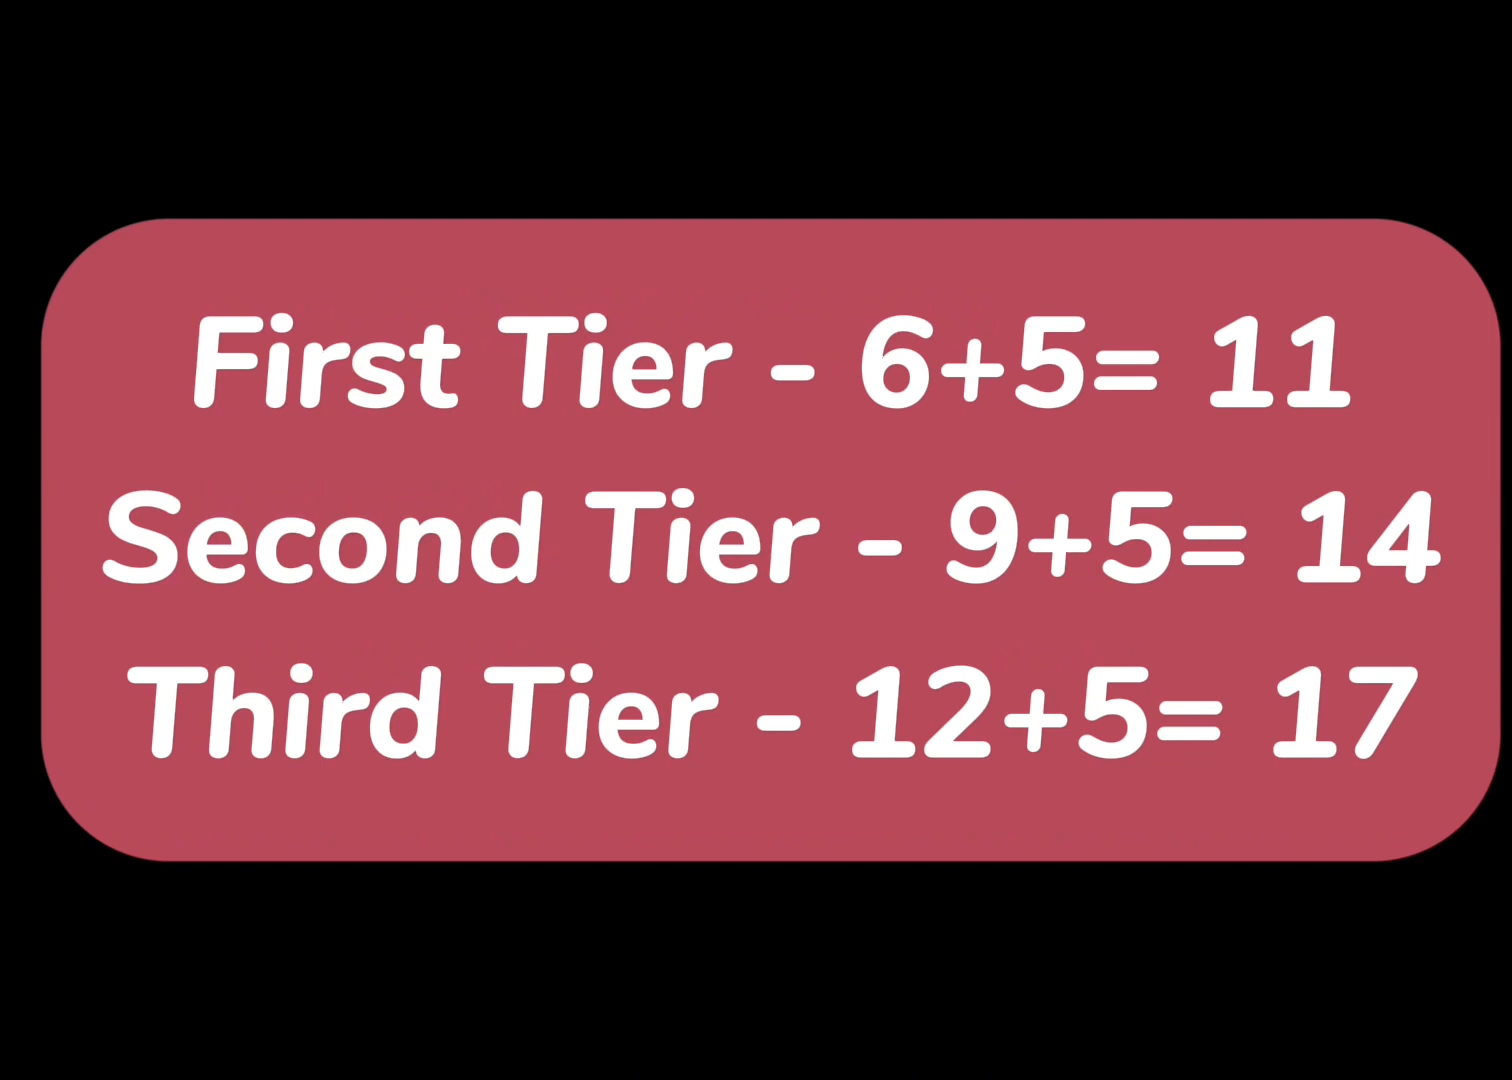 First Tier - 6+5= 11
Second Tier - 9+5= 14
Third Tier - 12+5= 17